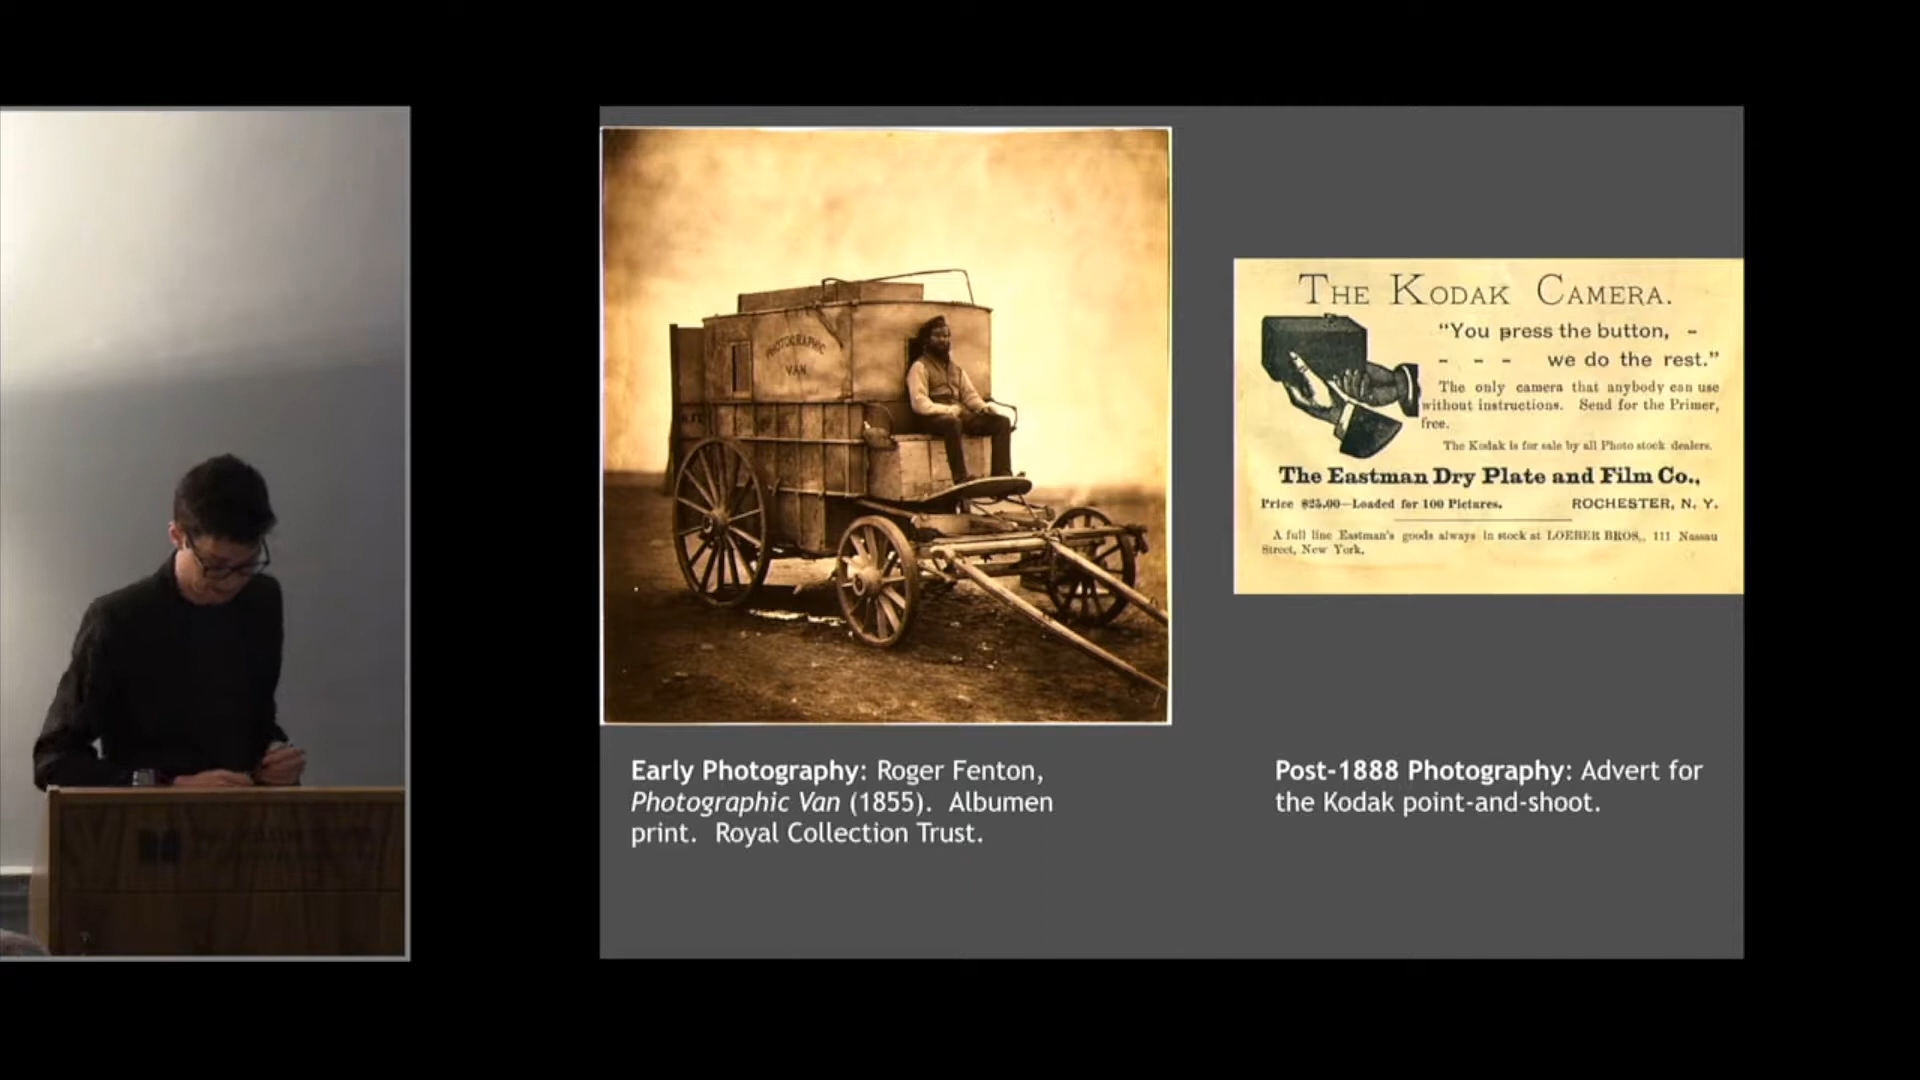 PHOTOGRAPHIC
VAN
THE KODAK CAMERA.
"You press the button, -
- - - we do the rest."
The only camera that anybody can use
without instructions. Send for the Primer,
free.
The Kodak is for sale by all Photo stock dealers.
The Eastman Dry Plate and Film Co.,
Price $25.00—Loaded for 100 Pictures. ROCHESTER, N. Y.
A full line Eastman's goods always in stock at LOEBER BROS., 111 Nassau
Street, New York.
Early Photography: Roger Fenton,
Photographic Van (1855). Albumen
print. Royal Collection Trust.
Post-1888 Photography: Advert for
the Kodak point-and-shoot.